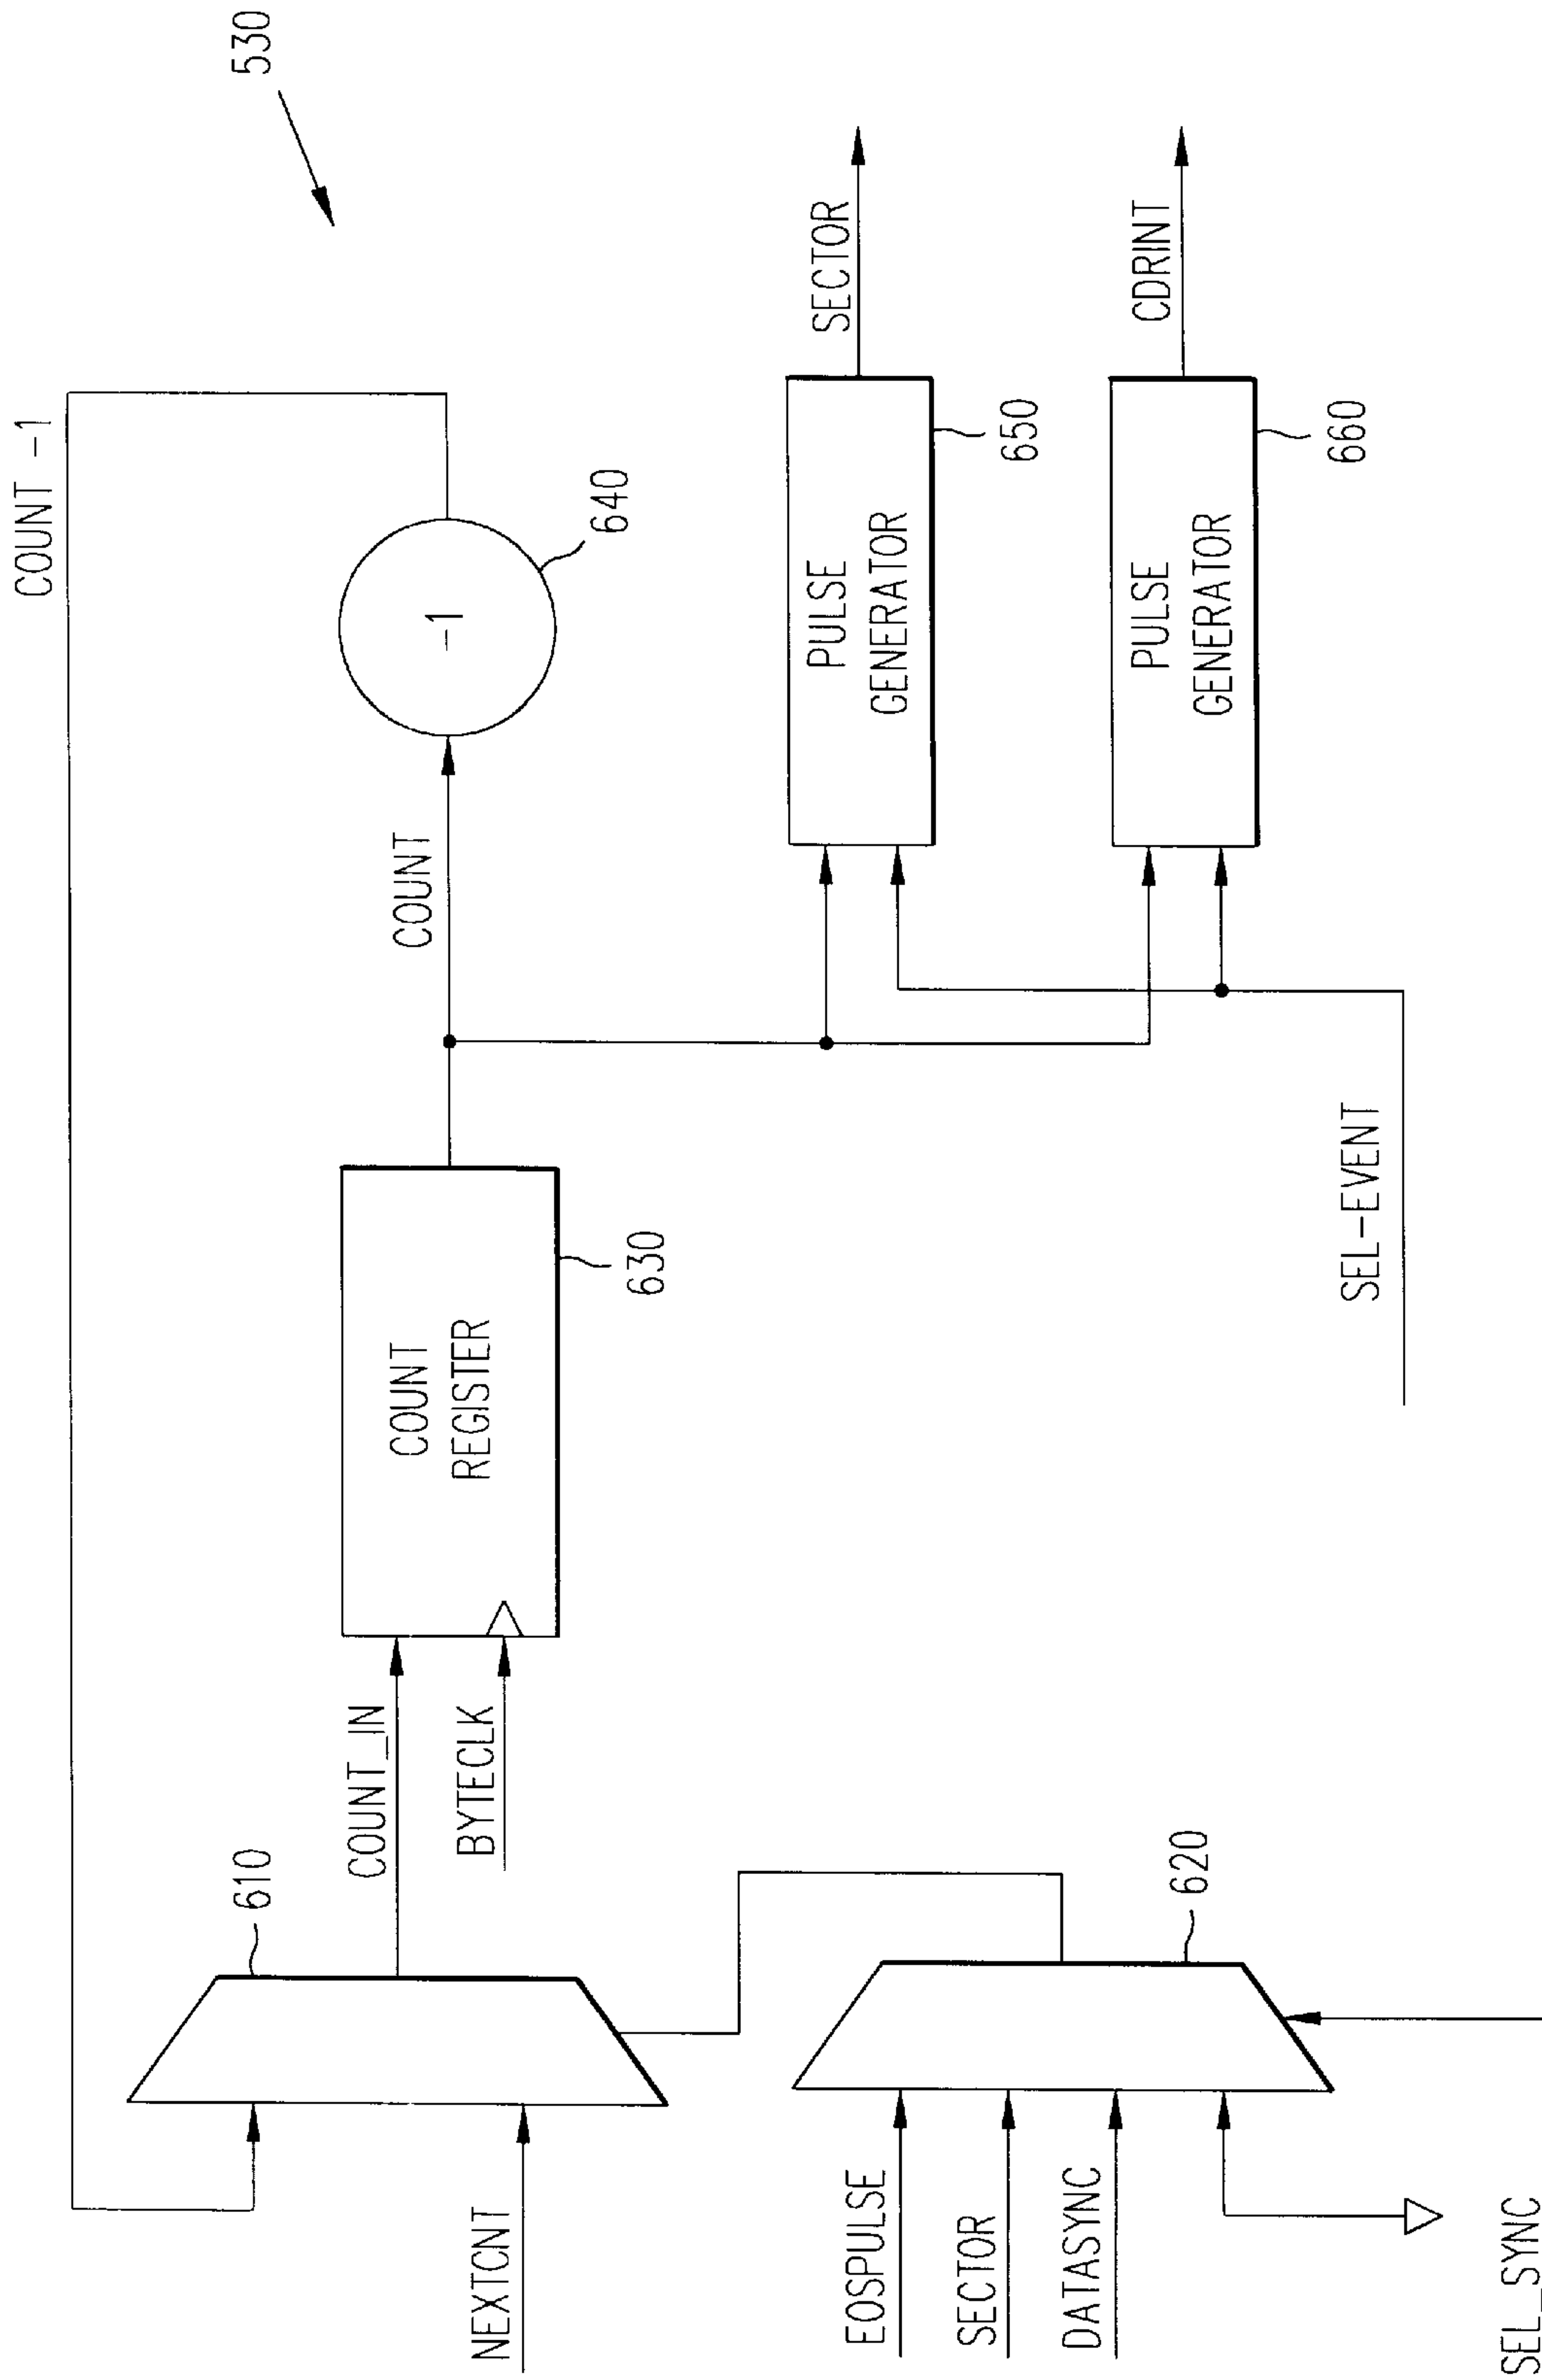 530
COUNT -1
-1
640
COUNT
SECTOR
PULSE
GENERATOR
650
CDRINT
PULSE
GENERATOR
660
COUNT
REGISTER
630
SEL-EVENT
COUNT_IN
BYTECLK
610
NEXTCNT
620
EOSPULSE
SECTOR
DATASYNC
SEL_SYNC